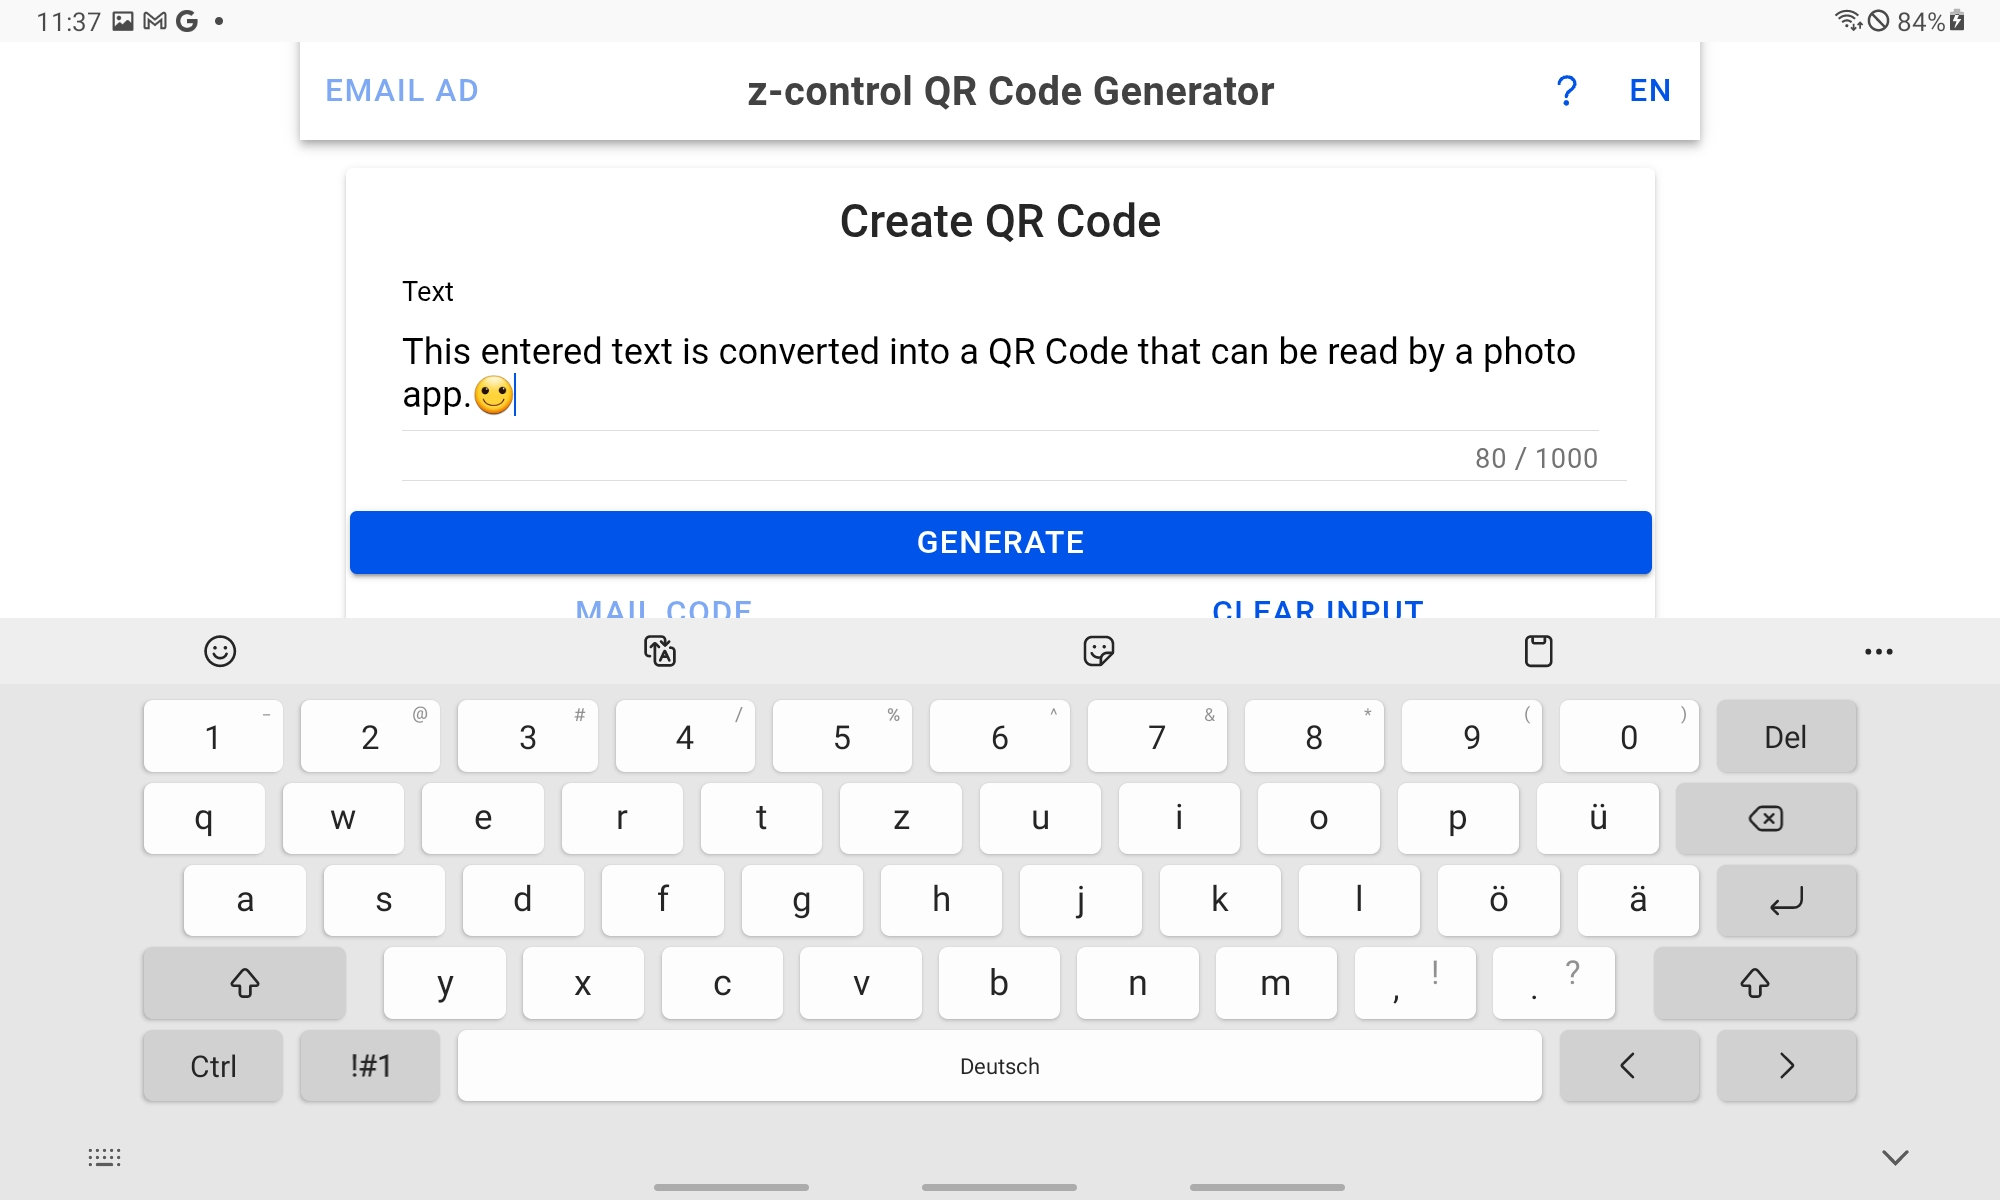 11:37 84%
EMAIL AD z-control QR Code Generator ? EN
Create QR Code
Text
This entered text is converted into a QR Code that can be read by a photo
app.🙂
80 / 1000
GENERATE
MAIL CODE CLEAR INPUT
1 - 2 @ 3 # 4 / 5 % 6 ^ 7 & 8 * 9 ( 0 ) Del
q w e r t z u i o p ü
a s d f g h j k l ö ä
y x c v b n m , ! . ?
Ctrl !#1 Deutsch < >